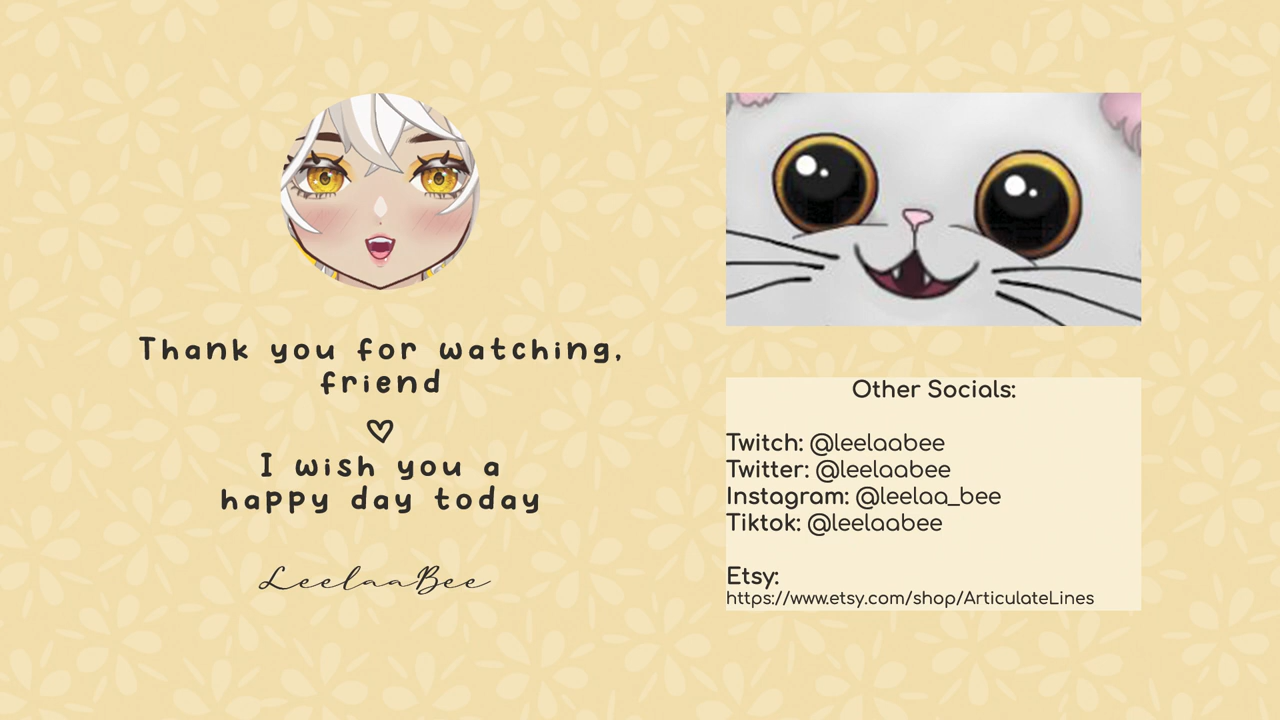 Thank you for watching,
friend
I wish you a
happy day today
LeelaaBee
Other Socials:
Twitch: @leelaabee
Twitter: @leelaabee
Instagram: @leelaa_bee
Tiktok: @leelaabee
Etsy:
https://www.etsy.com/shop/ArticulateLines